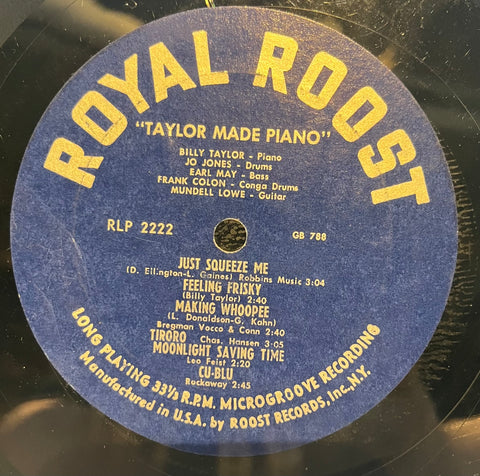 ROYAL ROOST
"TAYLOR MADE PIANO"
BILLY TAYLOR - Piano
JO JONES - Drums
EARL MAY - Bass
FRANK COLON - Conga Drums
MUNDELL LOWE - Guitar
RLP 2222
GB 788
JUST SQUEEZE ME
(D. Ellington-L. Gaines) Robbins Music 3:04
FEELING FRISKY
(Billy Taylor) 2:40
MAKING WHOOPEE
(L. Donaldson-G. Kahn)
Bregman Vocco & Conn 2:40
TIRORO Chas. Hansen 3:05
MOONLIGHT SAVING TIME
Leo Feist 2:20
CU-BLU
Rockaway 2:45
LONG PLAYING 33⅓ R.P.M. MICROGROOVE RECORDING
Manufactured in U.S.A. by ROOST RECORDS, Inc., N.Y.